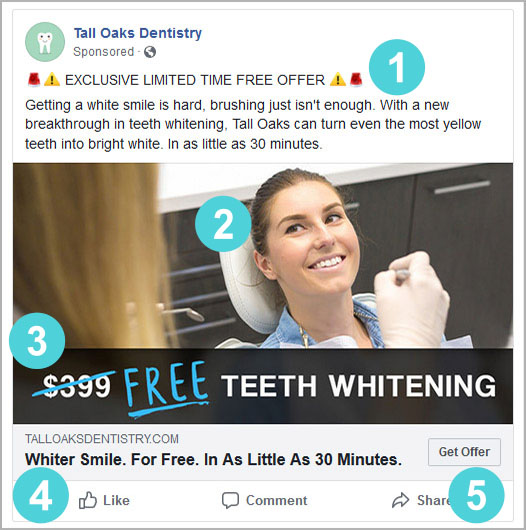 Tall Oaks Dentistry
Sponsored ·
EXCLUSIVE LIMITED TIME FREE OFFER
1
Getting a white smile is hard, brushing just isn't enough. With a new
breakthrough in teeth whitening, Tall Oaks can turn even the most yellow
teeth into bright white. In as little as 30 minutes.
2
3
$399 FREE TEETH WHITENING
TALLOAKSDENTISTRY.COM
Whiter Smile. For Free. In As Little As 30 Minutes.
Get Offer
4
Like
Comment
Share
5